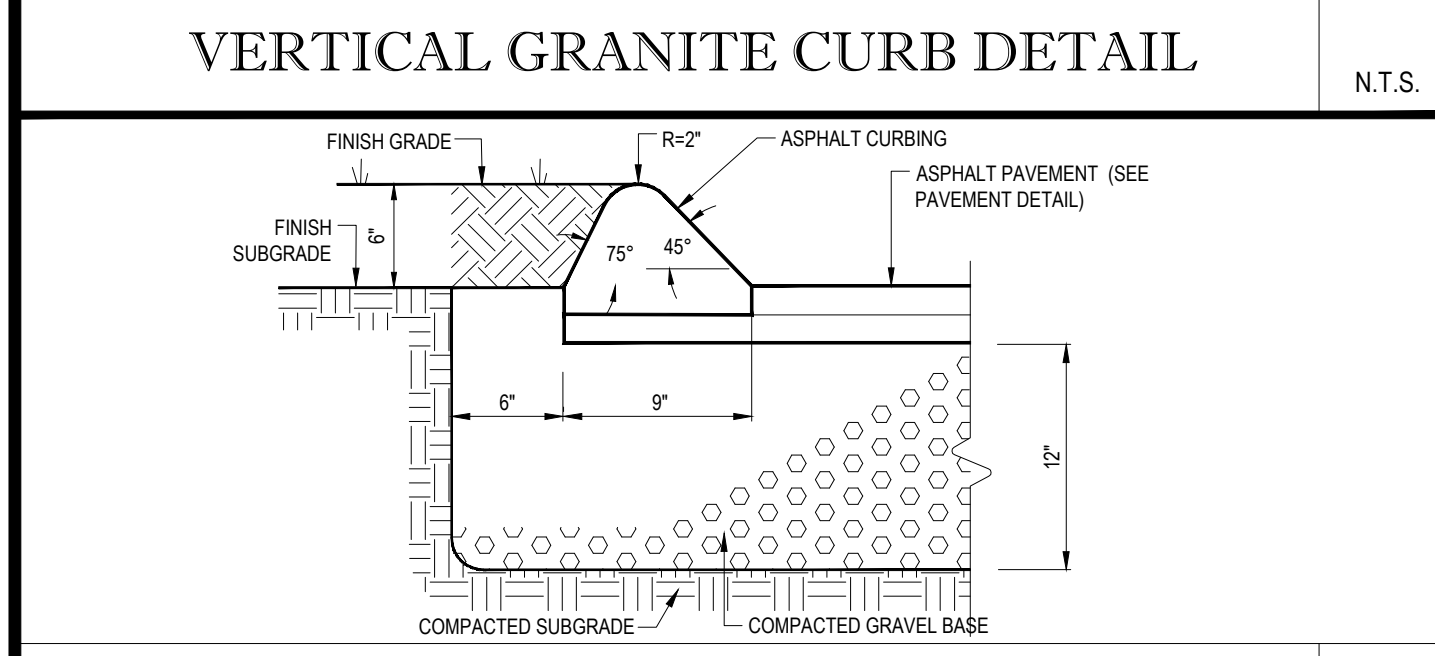 VERTICAL GRANITE CURB DETAIL
N.T.S.
FINISH GRADE
R=2"
ASPHALT CURBING
ASPHALT PAVEMENT (SEE
PAVEMENT DETAIL)
FINISH
SUBGRADE
6"
75°
45°
6"
9"
12"
COMPACTED SUBGRADE
COMPACTED GRAVEL BASE